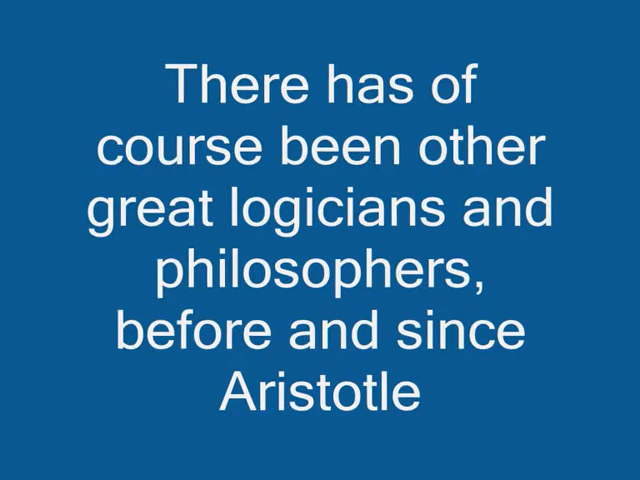 There has of
course been other
great logicians and
philosophers,
before and since
Aristotle